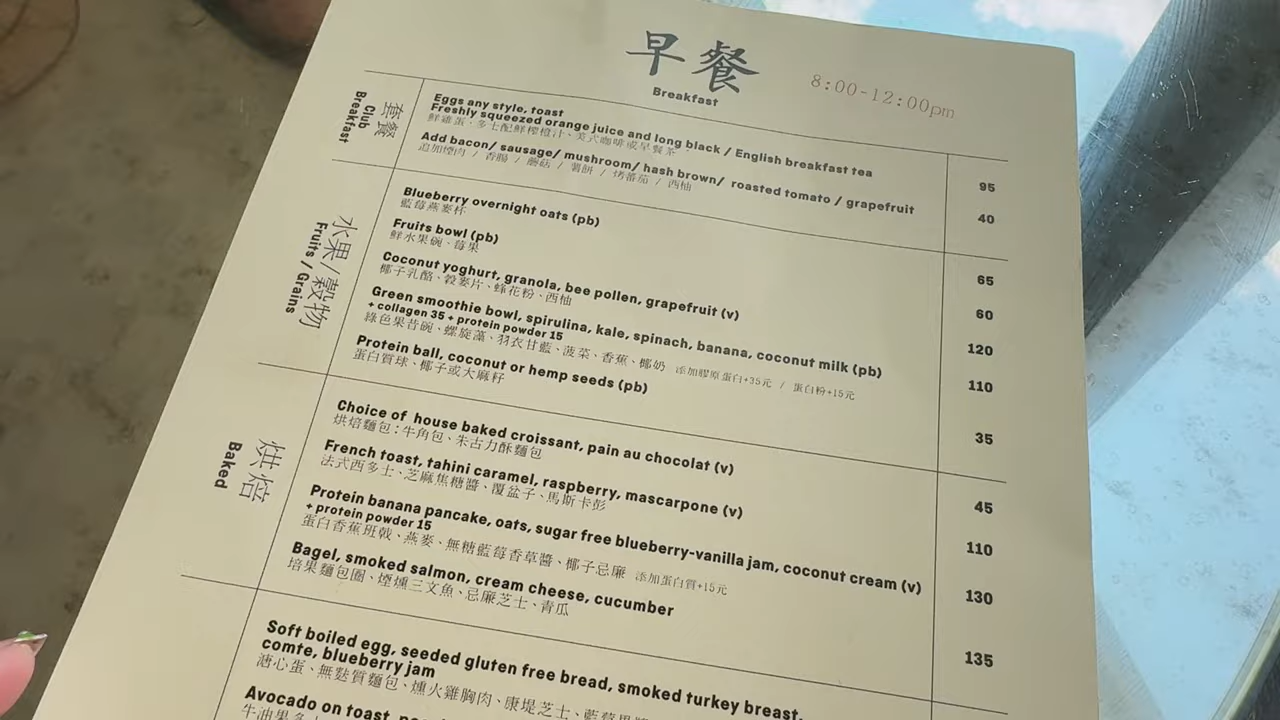 早餐
Breakfast
8:00-12:00pm
套餐
Club
Breakfast
Eggs any style, toast
Freshly squeezed orange juice and long black / English breakfast tea
鮮雞蛋、多士配鮮榨橙汁、美式咖啡或早餐茶
95
Add bacon/ sausage/ mushroom/ hash brown/ roasted tomato / grapefruit
追加煙肉 / 香腸 / 蘑菇 / 薯餅 / 烤蕃茄 / 西柚
40
水果/穀物
Fruits / Grains
Blueberry overnight oats (pb)
藍莓燕麥杯
65
Fruits bowl (pb)
鮮水果碗、莓果
60
Coconut yoghurt, granola, bee pollen, grapefruit (v)
椰子乳酪、穀麥片、蜂花粉、西柚
120
Green smoothie bowl, spirulina, kale, spinach, banana, coconut milk (pb)
+ collagen 35 + protein powder 15
綠色果昔碗、螺旋藻、羽衣甘藍、菠菜、香蕉、椰奶 添加膠原蛋白+35元 / 蛋白粉+15元
110
Protein ball, coconut or hemp seeds (pb)
蛋白質球、椰子或大麻籽
35
烘焙
Baked
Choice of house baked croissant, pain au chocolat (v)
烘焙麵包：牛角包、朱古力酥麵包
45
French toast, tahini caramel, raspberry, mascarpone (v)
法式西多士、芝麻焦糖醬、覆盆子、馬斯卡彭
110
Protein banana pancake, oats, sugar free blueberry-vanilla jam, coconut cream (v)
+ protein powder 15
蛋白香蕉班戟、燕麥、無糖藍莓香草醬、椰子忌廉 添加蛋白質+15元
130
Bagel, smoked salmon, cream cheese, cucumber
焙果麵包圈、煙燻三文魚、忌廉芝士、青瓜
135
Soft boiled egg, seeded gluten free bread, smoked turkey breast,
comte, blueberry jam
溏心蛋、無麩質麵包、燻火雞胸肉、康堤芝士、藍莓果醬
Avocado on toast,
牛油果多士